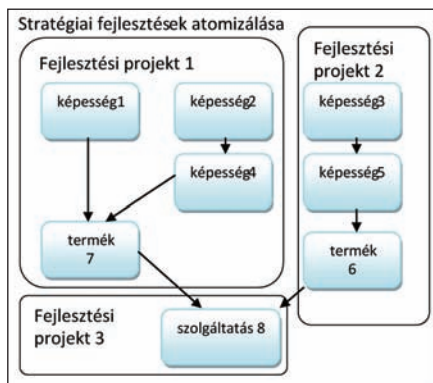 Stratégiai fejlesztések atomizálása
Fejlesztési projekt 1
képesség1
képesség2
képesség4
termék
7
Fejlesztési
projekt 2
képesség3
képesség5
termék
6
Fejlesztési
projekt 3
szolgáltatás 8